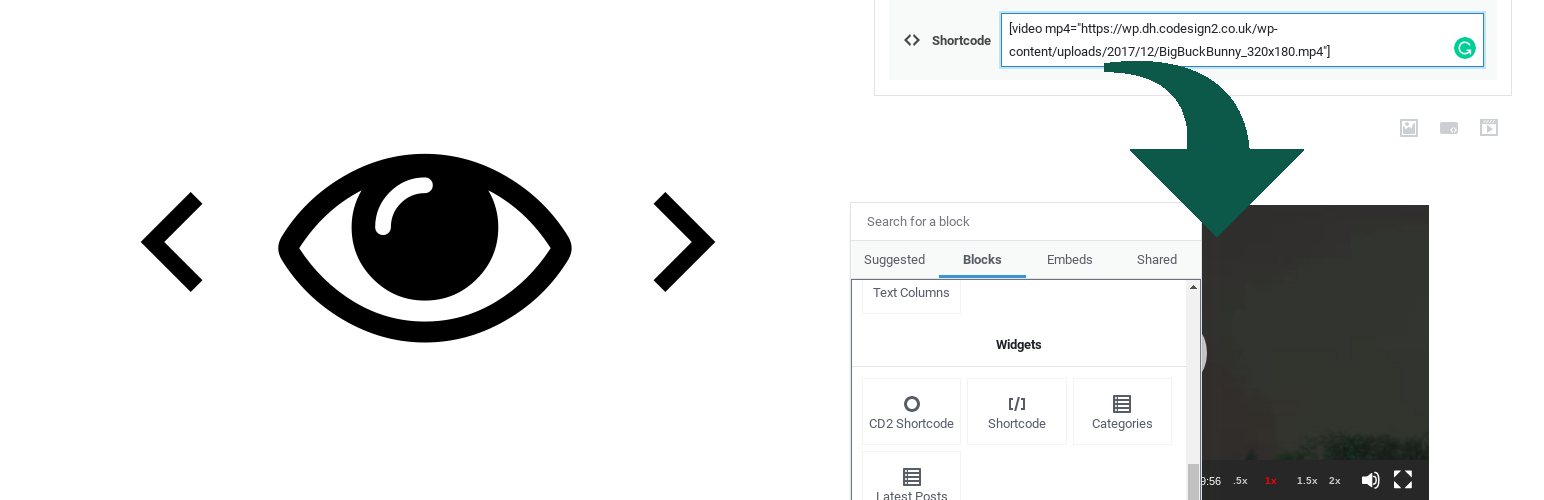 [video mp4="https://wp.dh.codesign2.co.uk/wp-
Shortcode
content/uploads/2017/12/BigBuckBunny_320x180.mp4"]
Search for a block
Suggested Blocks Embeds Shared
Text Columns
Widgets
[/]
CD2 Shortcode Shortcode Categories
Latest Posts
9:56 .5x 1x 1.5x 2x